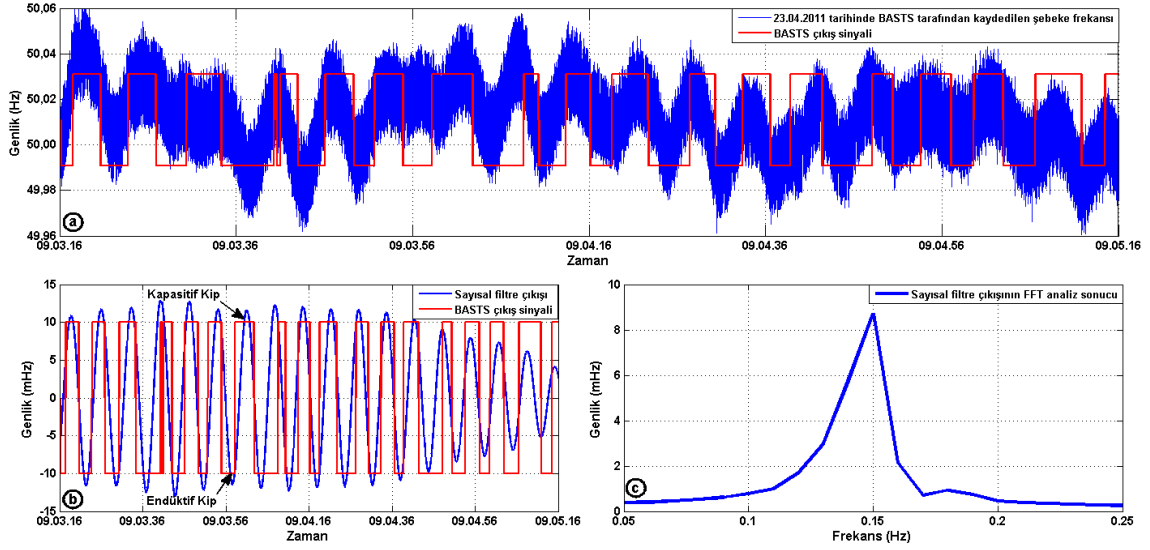 50,06
50,04
50,02
50,00
49,98
49,96
Genlik (Hz)
23.04.2011 tarihinde BASTS tarafından kaydedilen şebeke frekansı
BASTS çıkış sinyali
a
09.03.16 09.03.36 09.03.56 09.04.16 09.04.36 09.04.56 09.05.16
Zaman
15
10
5
0
-5
-10
-15
Genlik (mHz)
Sayısal filtre çıkışı
BASTS çıkış sinyali
Kapasitif Kip
Endüktif Kip
b
09.03.16 09.03.36 09.03.56 09.04.16 09.04.36 09.04.56 09.05.16
Zaman
10
8
6
4
2
0
Genlik (mHz)
Sayısal filtre çıkışının FFT analiz sonucu
c
0.05 0.1 0.15 0.2 0.25
Frekans (Hz)